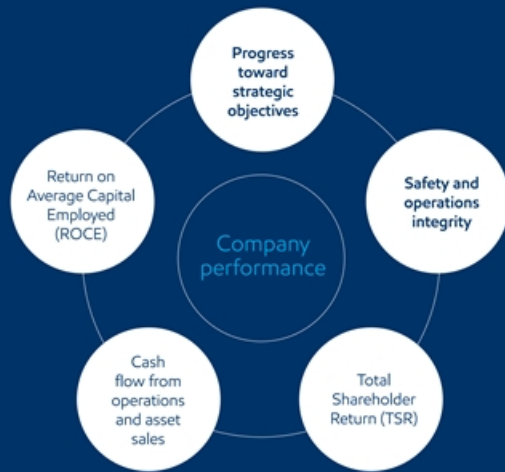 Progress
toward
strategic
objectives
Return on
Average Capital
Employed
(ROCE)
Safety and
operations
integrity
Company
performance
Cash
flow from
operations
and asset
sales
Total
Shareholder
Return (TSR)